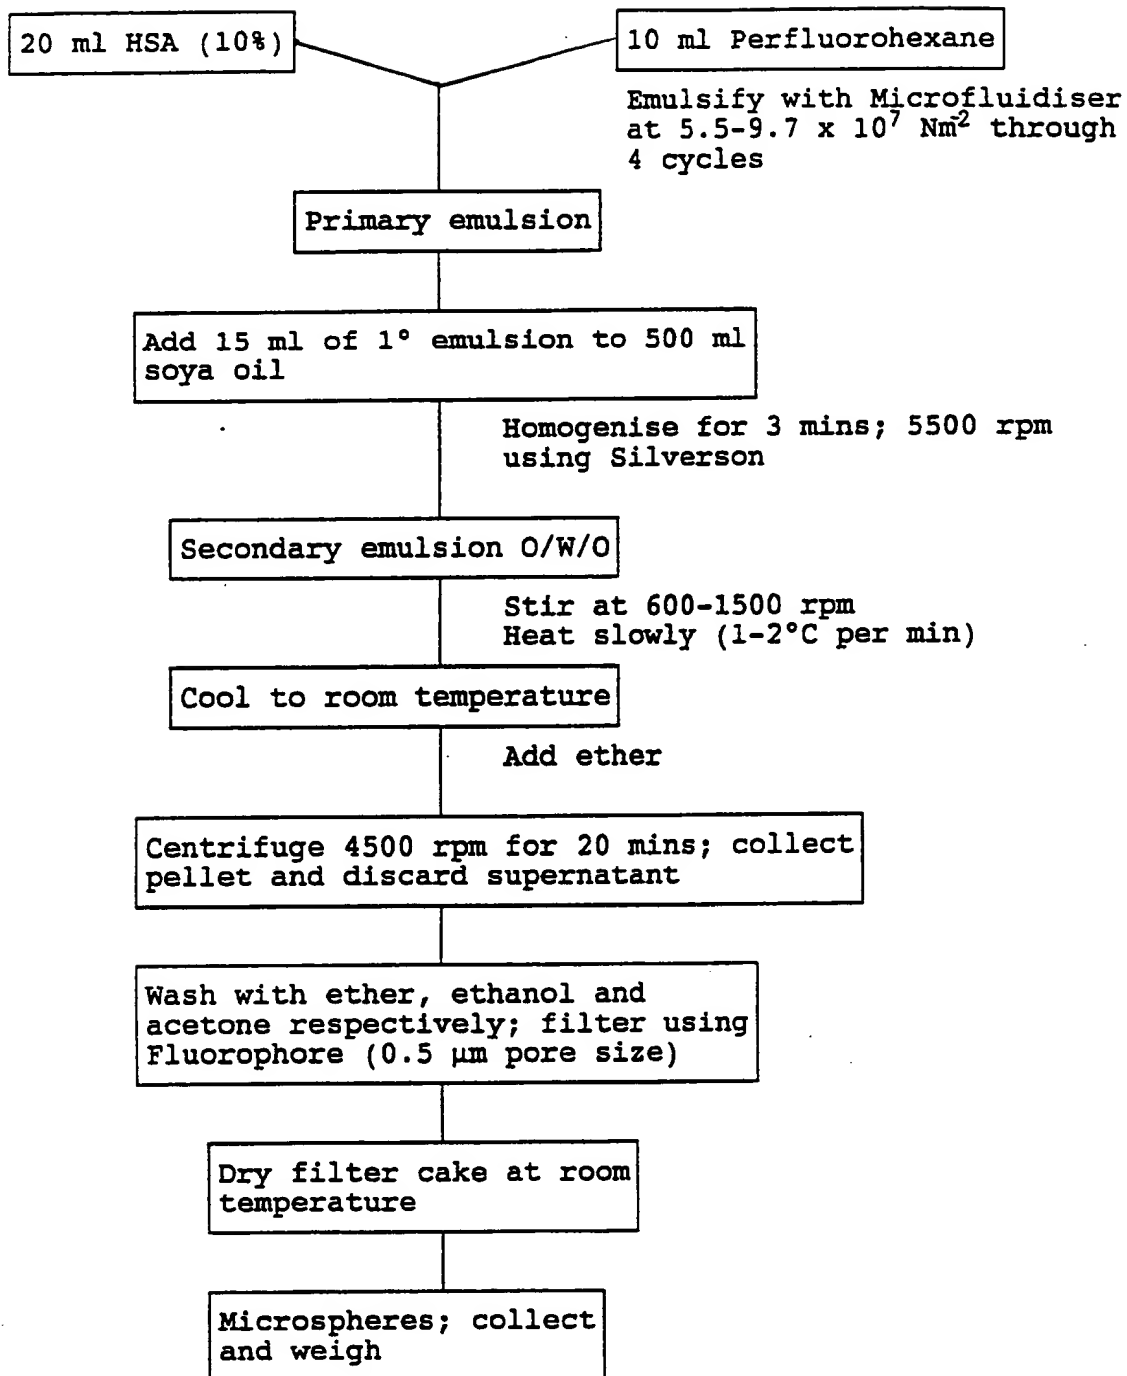 20 ml HSA (10%)
10 ml Perfluorohexane
Emulsify with Microfluidiser
at 5.5-9.7 x 10⁷ Nm⁻² through
4 cycles
Primary emulsion
Add 15 ml of 1° emulsion to 500 ml
soya oil
Homogenise for 3 mins; 5500 rpm
using Silverson
Secondary emulsion O/W/O
Stir at 600-1500 rpm
Heat slowly (1-2°C per min)
Cool to room temperature
Add ether
Centrifuge 4500 rpm for 20 mins; collect
pellet and discard supernatant
Wash with ether, ethanol and
acetone respectively; filter using
Fluorophore (0.5 µm pore size)
Dry filter cake at room
temperature
Microspheres; collect
and weigh